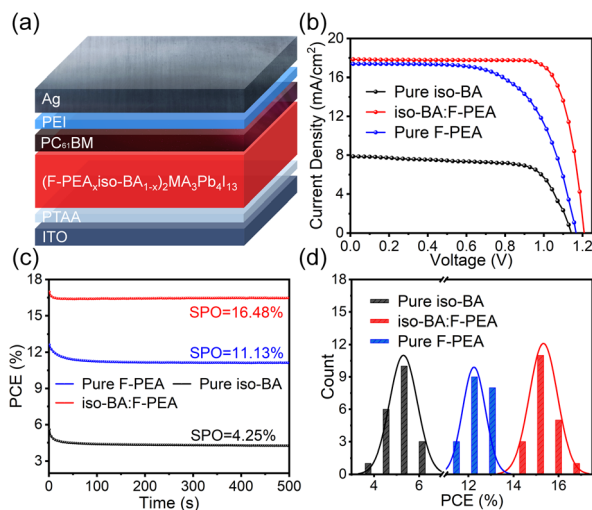 (a)
Ag
PEI
PC₆₁BM
(F-PEAₓiso-BA₁₋ₓ)₂MA₃Pb₄I₁₃
PTAA
ITO
(b)
Current Density (mA/cm²)
20
16
12
8
4
0
Pure iso-BA
iso-BA:F-PEA
Pure F-PEA
0.0 0.2 0.4 0.6 0.8 1.0 1.2
Voltage (V)
(c)
PCE (%)
18
15
12
9
6
3
SPO=16.48%
SPO=11.13%
Pure F-PEA Pure iso-BA
iso-BA:F-PEA
SPO=4.25%
0 100 200 300 400 500
Time (s)
(d)
Count
18
15
12
9
6
3
0
Pure iso-BA
iso-BA:F-PEA
Pure F-PEA
4 6 12 14 16
PCE (%)